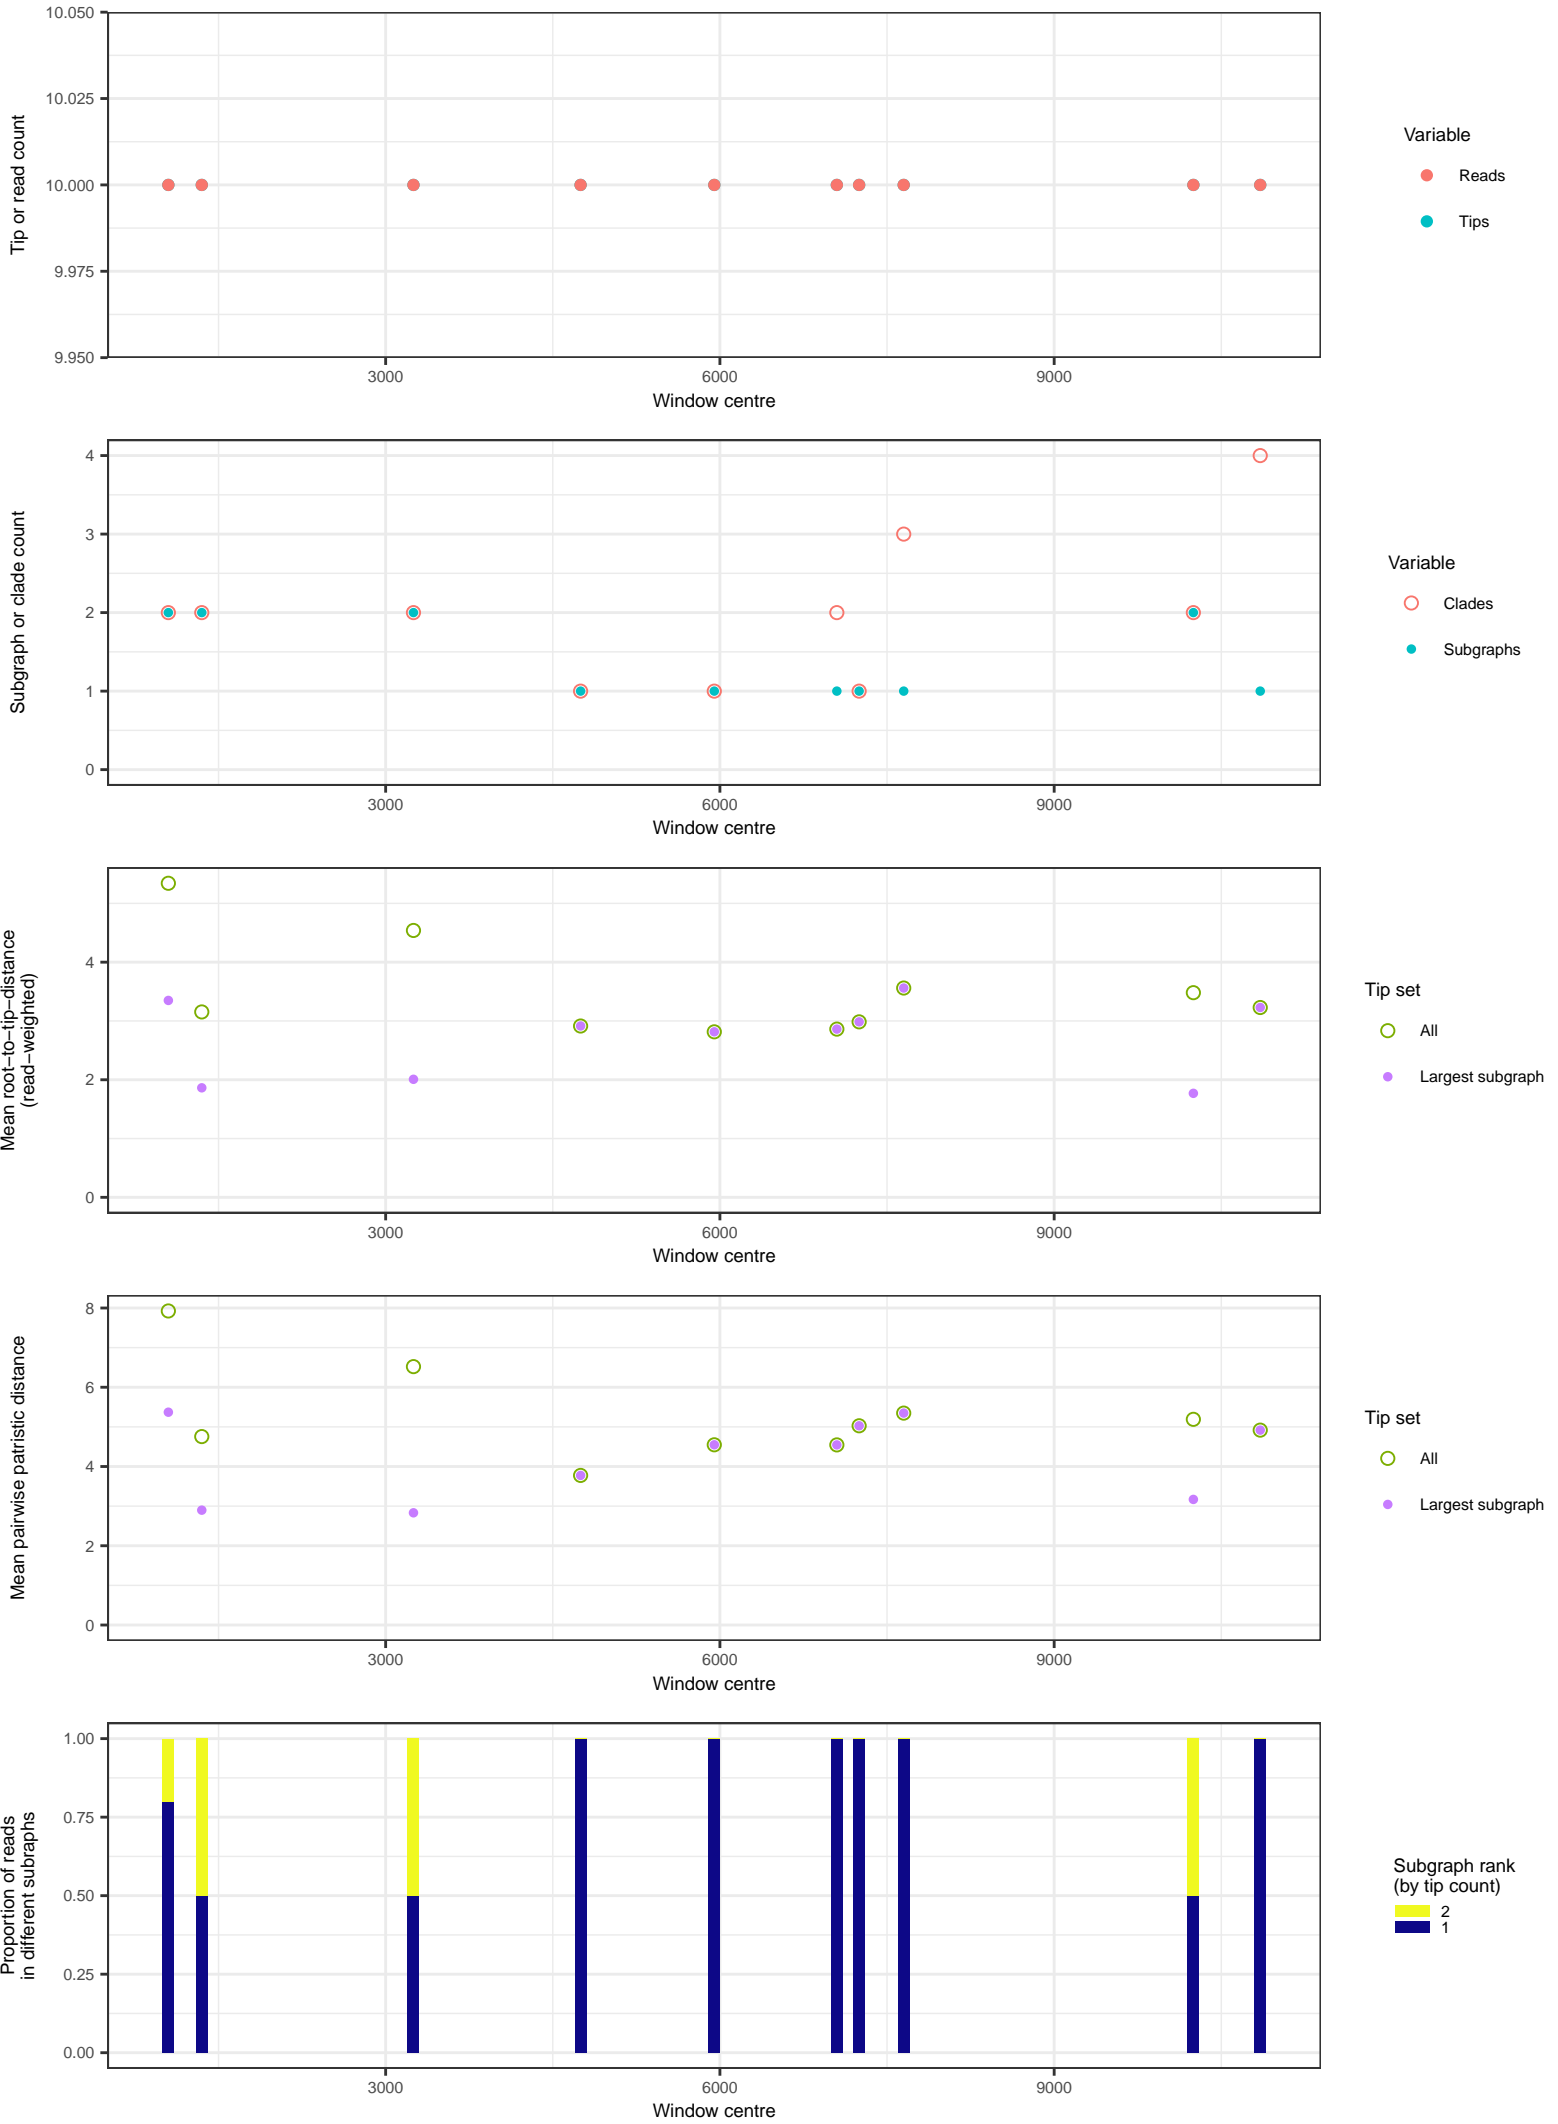 10.050
10.025
10.000
9.975
9.950
Tip or read count
3000
6000
9000
Window centre
Variable
Reads
Tips
4
3
2
1
0
Subgraph or clade count
3000
6000
9000
Window centre
Variable
Clades
Subgraphs
4
2
0
Mean root−to−tip−distance
(read−weighted)
3000
6000
9000
Window centre
Tip set
All
Largest subgraph
8
6
4
2
0
Mean pairwise patristic distance
3000
6000
9000
Window centre
Tip set
All
Largest subgraph
1.00
0.75
0.50
0.25
0.00
Proportion of reads
in different subraphs
3000
6000
9000
Window centre
Subgraph rank
(by tip count)
2
1